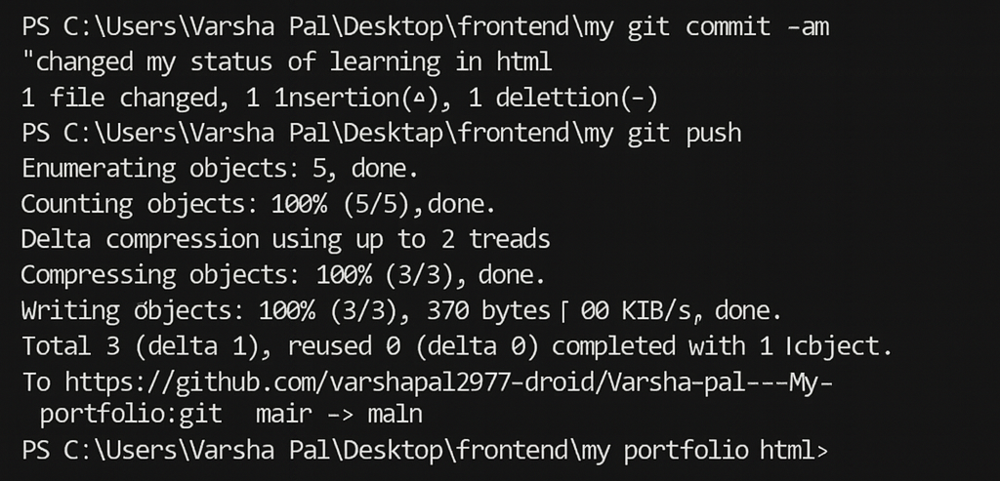 PS C:\Users\Varsha Pal\Desktop\frontend\my git commit -am
"changed my status of learning in html
1 file changed, 1 1nsertion(▵), 1 delettion(-)
PS C:\Users\Varsha Pal\Desktap\frontend\my git push
Enumerating objects: 5, done.
Counting objects: 100% (5/5),done.
Delta compression using up to 2 treads
Compressing objects: 100% (3/3), done.
Writing objects: 100% (3/3), 370 bytes ⌈ 00 KIB/s, done.
Total 3 (delta 1), reused 0 (delta 0) completed with 1 lcbject.
To https://github.com/varshapal2977-droid/Varsha-pal---My-
portfolio:git mair -> maln
PS C:\Users\Varsha Pal\Desktop\frontend\my portfolio html>